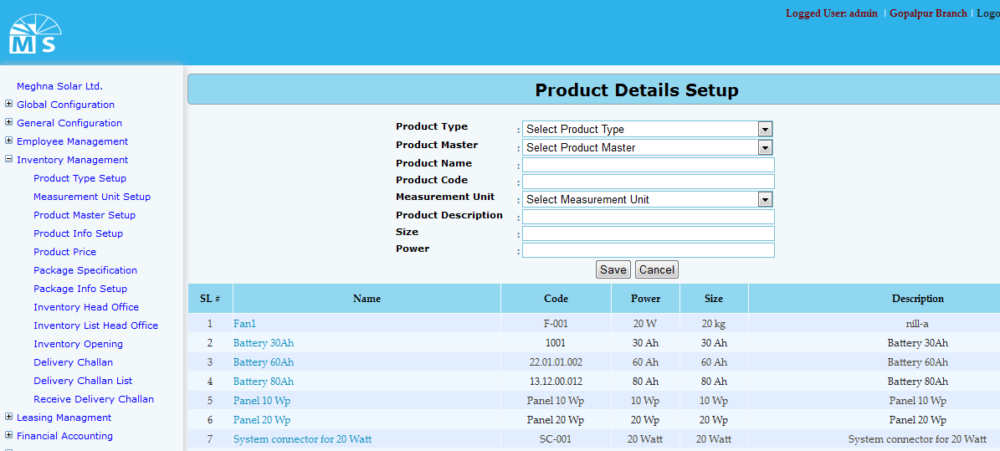 Logged User: admin | Gopalpur Branch | Logo
MS
Meghna Solar Ltd.
Global Configuration
General Configuration
Employee Management
Inventory Management
Product Type Setup
Measurement Unit Setup
Product Master Setup
Product Info Setup
Product Price
Package Specification
Package Info Setup
Inventory Head Office
Inventory List Head Office
Inventory Opening
Delivery Challan
Delivery Challan List
Receive Delivery Challan
Leasing Managment
Financial Accounting
Product Details Setup
Product Type : Select Product Type
Product Master : Select Product Master
Product Name :
Product Code :
Measurement Unit : Select Measurement Unit
Product Description :
Size :
Power :
Save Cancel
SL # Name Code Power Size Description
1 Fan1 F-001 20 W 20 kg nill-a
2 Battery 30Ah 1001 30 Ah 30 Ah Battery 30Ah
3 Battery 60Ah 22.01.01.002 60 Ah 60 Ah Battery 60Ah
4 Battery 80Ah 13.12.00.012 80 Ah 80 Ah Battery 80Ah
5 Panel 10 Wp Panel 10 Wp 10 Wp 10 Wp Panel 10 Wp
6 Panel 20 Wp Panel 20 Wp 20 Wp 20 Wp Panel 20 Wp
7 System connector for 20 Watt SC-001 20 Watt 20 Watt System connector for 20 Watt